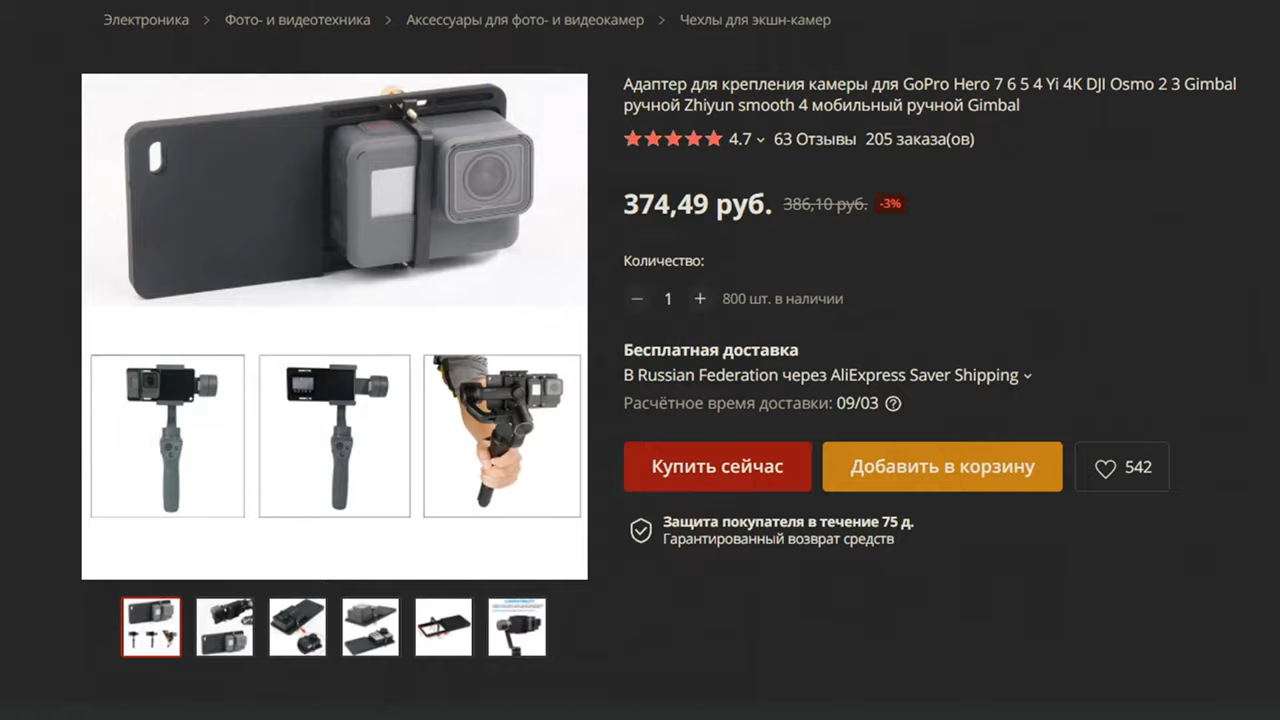 Электроника > Фото- и видеотехника > Аксессуары для фото- и видеокамер > Чехлы для экшн-камер
Адаптер для крепления камеры для GoPro Hero 7 6 5 4 Yi 4K DJI Osmo 2 3 Gimbal
ручной Zhiyun smooth 4 мобильный ручной Gimbal
4.7 63 Отзывы 205 заказа(ов)
374,49 руб. 386,10 руб. -3%
Количество:
− 1 + 800 шт. в наличии
Бесплатная доставка
В Russian Federation через AliExpress Saver Shipping
Расчётное время доставки: 09/03 ?
Купить сейчас Добавить в корзину 542
Защита покупателя в течение 75 д.
Гарантированный возврат средств